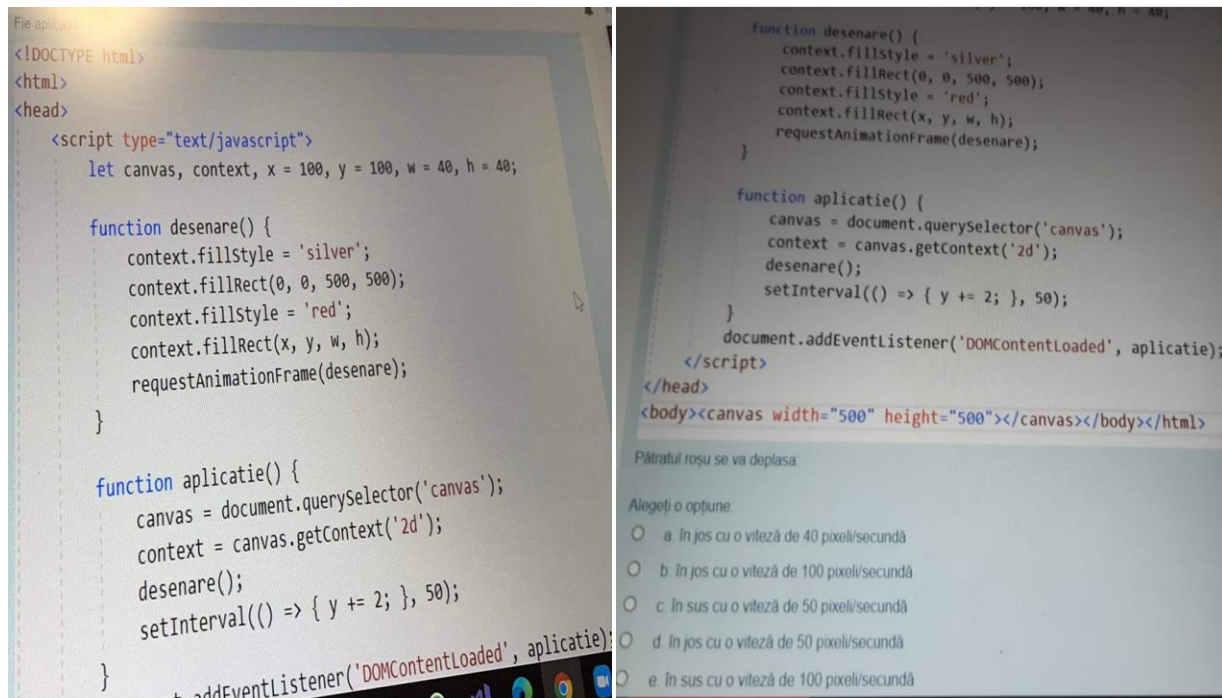 Fie
<!DOCTYPE html>
<html>
<head>
<script type="text/javascript">
let canvas, context, x = 100, y = 100, w = 40, h = 40;
function desenare() {
context.fillStyle = 'silver';
context.fillRect(0, 0, 500, 500);
context.fillStyle = 'red';
context.fillRect(x, y, w, h);
requestAnimationFrame(desenare);
}
function aplicatie() {
canvas = document.querySelector('canvas');
context = canvas.getContext('2d');
desenare();
setInterval(() => { y += 2; }, 50);
}
addEventListener('DOMContentLoaded', aplicatie);
h = 40;
function desenare() {
context.fillStyle = 'silver';
context.fillRect(0, 0, 500, 500);
context.fillStyle = 'red';
context.fillRect(x, y, w, h);
requestAnimationFrame(desenare);
}
function aplicatie() {
canvas = document.querySelector('canvas');
context = canvas.getContext('2d');
desenare();
setInterval(() => { y += 2; }, 50);
}
document.addEventListener('DOMContentLoaded', aplicatie);
</script>
</head>
<body><canvas width="500" height="500"></canvas></body></html>
Pătratul roșu se va deplasa:
Alegeți o opțiune:
a. în jos cu o viteză de 40 pixeli/secundă
b. în jos cu o viteză de 100 pixeli/secundă
c. în sus cu o viteză de 50 pixeli/secundă
d. în jos cu o viteză de 50 pixeli/secundă
e. în sus cu o viteză de 100 pixeli/secundă